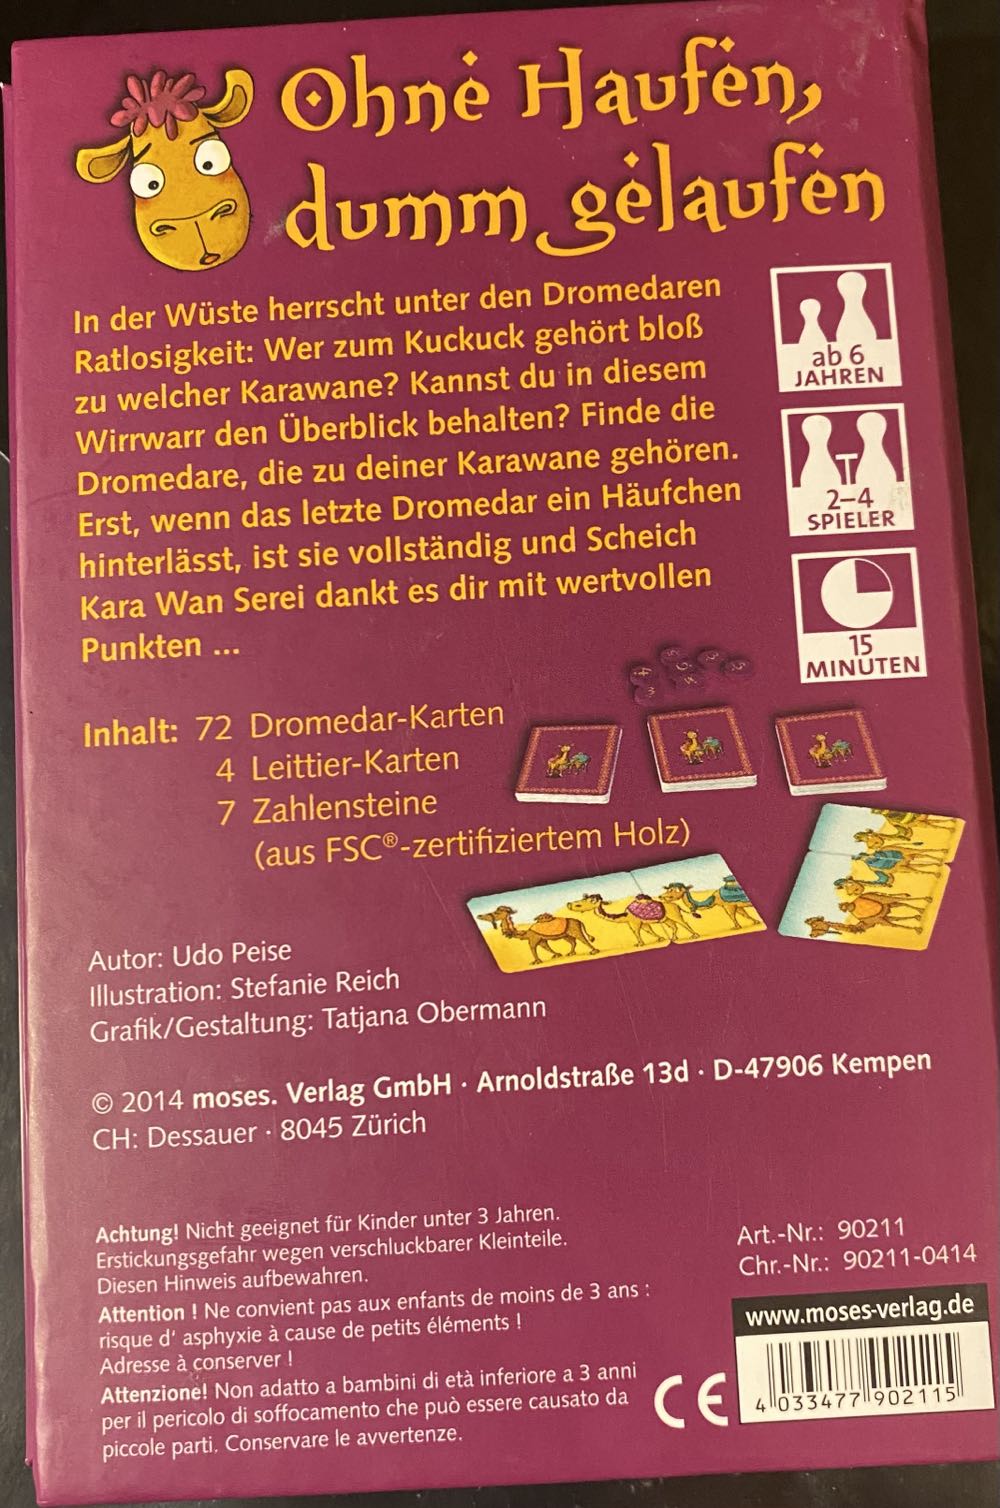 Ohne Haufen,
dumm gelaufen
In der Wüste herrscht unter den Dromedaren
Ratlosigkeit: Wer zum Kuckuck gehört bloß
zu welcher Karawane? Kannst du in diesem
Wirrwarr den Überblick behalten? Finde die
Dromedare, die zu deiner Karawane gehören.
Erst, wenn das letzte Dromedar ein Häufchen
hinterlässt, ist sie vollständig und Scheich
Kara Wan Serei dankt es dir mit wertvollen
Punkten ...
ab 6
JAHREN
2–4
SPIELER
15
MINUTEN
Inhalt: 72 Dromedar-Karten
4 Leittier-Karten
7 Zahlensteine
(aus FSC®-zertifiziertem Holz)
Autor: Udo Peise
Illustration: Stefanie Reich
Grafik/Gestaltung: Tatjana Obermann
© 2014 moses. Verlag GmbH · Arnoldstraße 13d · D-47906 Kempen
CH: Dessauer · 8045 Zürich
Achtung! Nicht geeignet für Kinder unter 3 Jahren.
Erstickungsgefahr wegen verschluckbarer Kleinteile.
Diesen Hinweis aufbewahren.
Attention ! Ne convient pas aux enfants de moins de 3 ans :
risque d' asphyxie à cause de petits éléments !
Adresse à conserver !
Attenzione! Non adatto a bambini di età inferiore a 3 anni
per il pericolo di soffocamento che può essere causato da
piccole parti. Conservare le avvertenze.
CE
Art.-Nr.: 90211
Chr.-Nr.: 90211-0414
www.moses-verlag.de
4 033477 902115